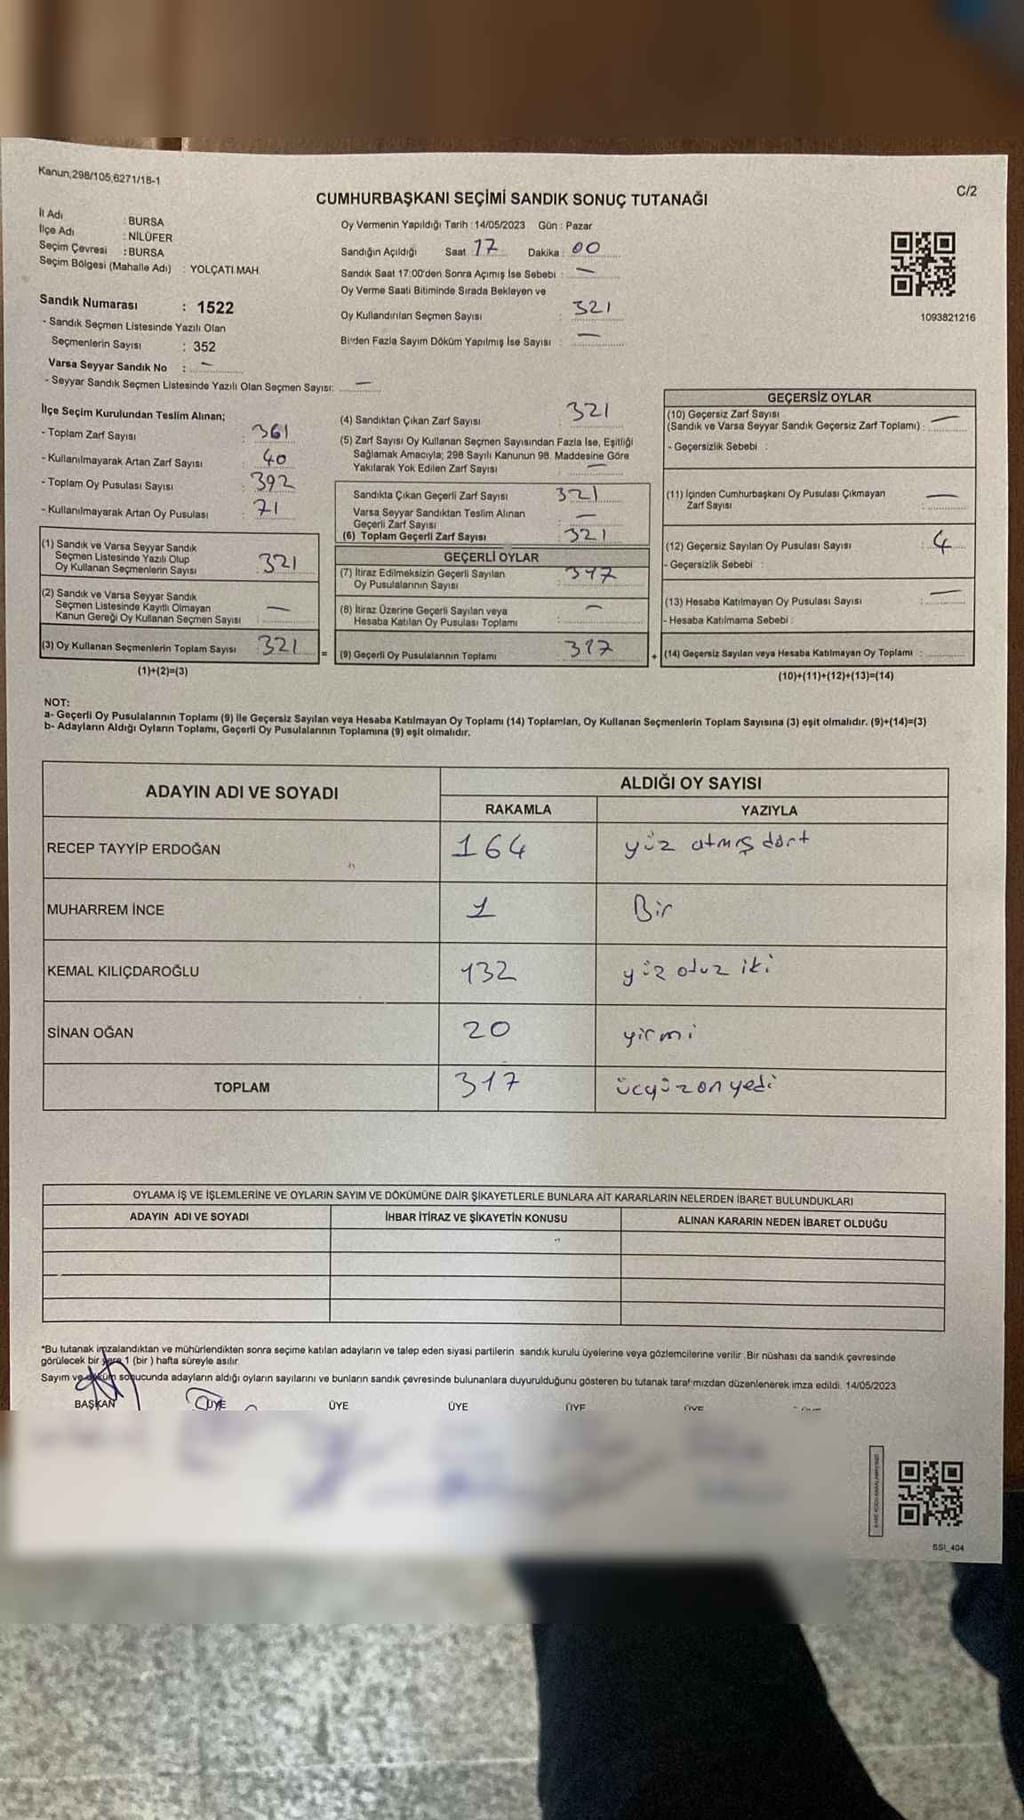 Kanun,298/105,6271/18-1
C/2
CUMHURBAŞKANI SEÇİMİ SANDIK SONUÇ TUTANAĞI
İl Adı : BURSA
İlçe Adı : NİLÜFER
Seçim Çevresi : BURSA
Seçim Bölgesi (Mahalle Adı) : YOLÇATI MAH.
Sandık Numarası : 1522
- Sandık Seçmen Listesinde Yazılı Olan
Seçmenlerin Sayısı : 352
Varsa Seyyar Sandık No : —
- Seyyar Sandık Seçmen Listesinde Yazılı Olan Seçmen Sayısı: —
Oy Vermenin Yapıldığı Tarih : 14/05/2023 Gün : Pazar
Sandığın Açıldığı Saat 17 Dakika : 00
Sandık Saat 17:00'den Sonra Açımış İse Sebebi : —
Oy Verme Saati Bitiminde Sırada Bekleyen ve
Oy Kullandırılan Seçmen Sayısı : 321
Birden Fazla Sayım Döküm Yapılmış İse Sayısı : —
1093821216
İlçe Seçim Kurulundan Teslim Alınan;
- Toplam Zarf Sayısı : 361
- Kullanılmayarak Artan Zarf Sayısı : 40
- Toplam Oy Pusulası Sayısı : 392
- Kullanılmayarak Artan Oy Pusulası : 71
(1) Sandık ve Varsa Seyyar Sandık
Seçmen Listesinde Yazılı Olup
Oy Kullanan Seçmenlerin Sayısı : 321
(2) Sandık ve Varsa Seyyar Sandık
Seçmen Listesinde Kayıtlı Olmayan
Kanun Gereği Oy Kullanan Seçmen Sayısı : —
(3) Oy Kullanan Seçmenlerin Toplam Sayısı : 321
(1)+(2)=(3)
(4) Sandıktan Çıkan Zarf Sayısı : 321
(5) Zarf Sayısı Oy Kullanan Seçmen Sayısından Fazla İse, Eşitliği
Sağlamak Amacıyla; 298 Sayılı Kanunun 98. Maddesine Göre
Yakılarak Yok Edilen Zarf Sayısı : —
Sandıkta Çıkan Geçerli Zarf Sayısı : 321
Varsa Seyyar Sandıktan Teslim Alınan
Geçerli Zarf Sayısı : —
(6) Toplam Geçerli Zarf Sayısı : 321
GEÇERLİ OYLAR
(7) İtiraz Edilmeksizin Geçerli Sayılan
Oy Pusulalarının Sayısı : 317
(8) İtiraz Üzerine Geçerli Sayılan veya
Hesaba Katılan Oy Pusulası Toplamı : —
= (9) Geçerli Oy Pusulalarının Toplamı : 317
GEÇERSİZ OYLAR
(10) Geçersiz Zarf Sayısı
(Sandık ve Varsa Seyyar Sandık Geçersiz Zarf Toplamı) : —
- Geçersizlik Sebebi :
(11) İçinden Cumhurbaşkanı Oy Pusulası Çıkmayan
Zarf Sayısı : —
(12) Geçersiz Sayılan Oy Pusulası Sayısı : 4
- Geçersizlik Sebebi :
(13) Hesaba Katılmayan Oy Pusulası Sayısı : —
- Hesaba Katılmama Sebebi :
+ (14) Geçersiz Sayılan veya Hesaba Katılmayan Oy Toplamı :
(10)+(11)+(12)+(13)=(14)
NOT:
a- Geçerli Oy Pusulalarının Toplamı (9) ile Geçersiz Sayılan veya Hesaba Katılmayan Oy Toplamı (14) Toplamları, Oy Kullanan Seçmenlerin Toplam Sayısına (3) eşit olmalıdır. (9)+(14)=(3)
b- Adayların Aldığı Oyların Toplamı, Geçerli Oy Pusulalarının Toplamına (9) eşit olmalıdır.
ADAYIN ADI VE SOYADI
ALDIĞI OY SAYISI
RAKAMLA YAZIYLA
RECEP TAYYİP ERDOĞAN 164 yüz atmış dört
MUHARREM İNCE 1 Bir
KEMAL KILIÇDAROĞLU 132 yüz otuz iki
SİNAN OĞAN 20 yirmi
TOPLAM 317 üçyüz on yedi
OYLAMA İŞ VE İŞLEMLERİNE VE OYLARIN SAYIM VE DÖKÜMÜNE DAİR ŞİKAYETLERLE BUNLARA AİT KARARLARIN NELERDEN İBARET BULUNDUKLARI
ADAYIN ADI VE SOYADI İHBAR İTİRAZ VE ŞİKAYETİN KONUSU ALINAN KARARIN NEDEN İBARET OLDUĞU
*Bu tutanak imzalandıktan ve mühürlendikten sonra seçime katılan adayların ve talep eden siyasi partilerin sandık kurulu üyelerine veya gözlemcilerine verilir. Bir nüshası da sandık çevresinde
görülecek bir yere 1 (bir) hafta süreyle asılır.
Sayım ve döküm sonucunda adayların aldığı oyların sayılarını ve bunların sandık çevresinde bulunanlara duyurulduğunu gösteren bu tutanak tarafımızdan düzenlenerek imza edildi. 14/05/2023
BAŞKAN ÜYE ÜYE ÜYE ÜYE ÜYE
SSI_404